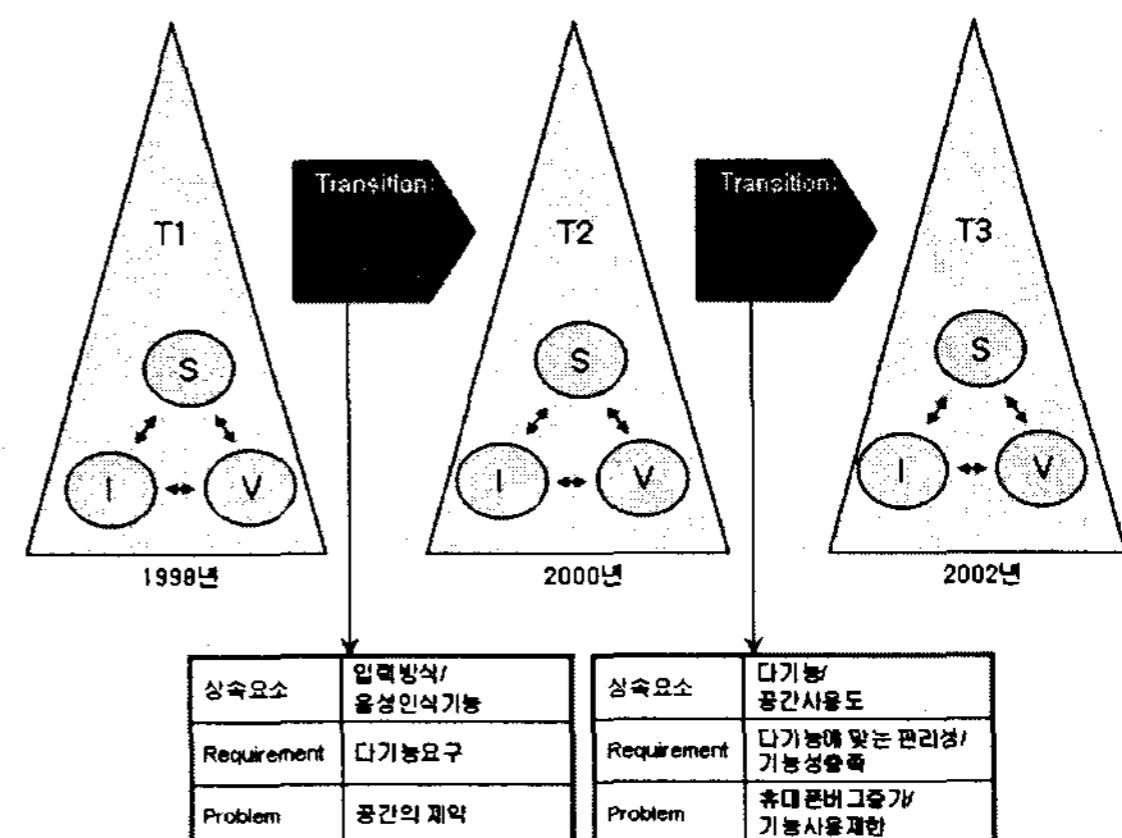 T1
Transition:
T2
Transition:
T3
S
I
V
S
I
V
S
I
V
1998년
2000년
2002년
상속요소
입력방식/
음성인식기능
Requirement
다기능요구
Problem
공간의 제약
상속요소
다기능/
공간사용도
Requirement
다기능에 맞는 편리성/
기능성충족
Problem
휴대폰버그증가/
기능사용제한